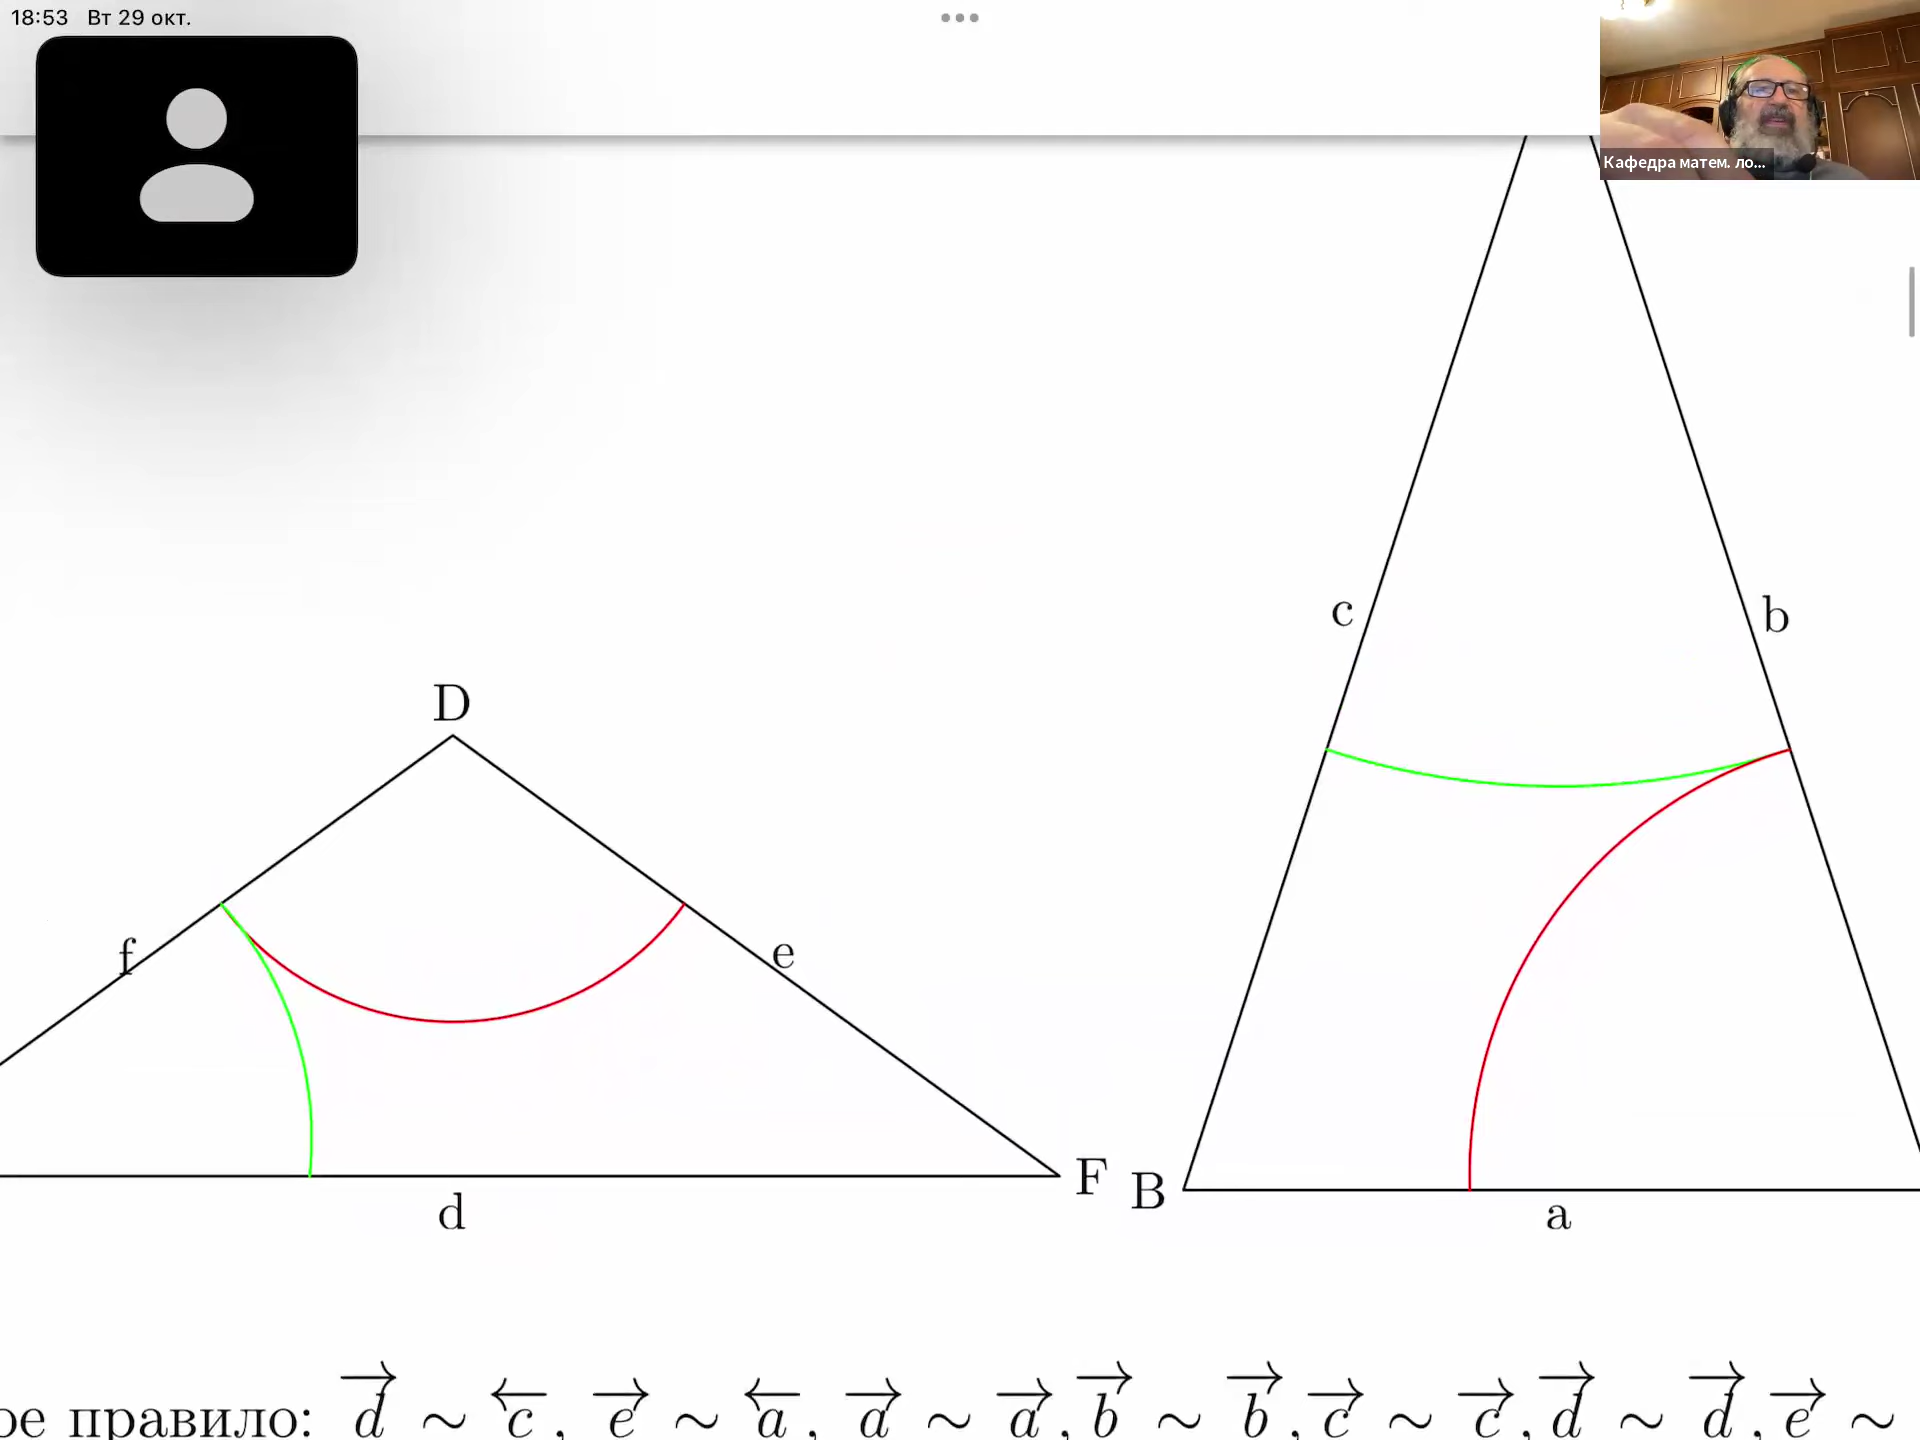 18:53 Вт 29 окт.
Кафедра матем. ло...
c b
D
f e
F B
d a
ое правило: →d ~ ←c, →e ~ ←a, →a ~ →a, →b ~ →b, →c ~ →c, →d ~ →d, →e ~